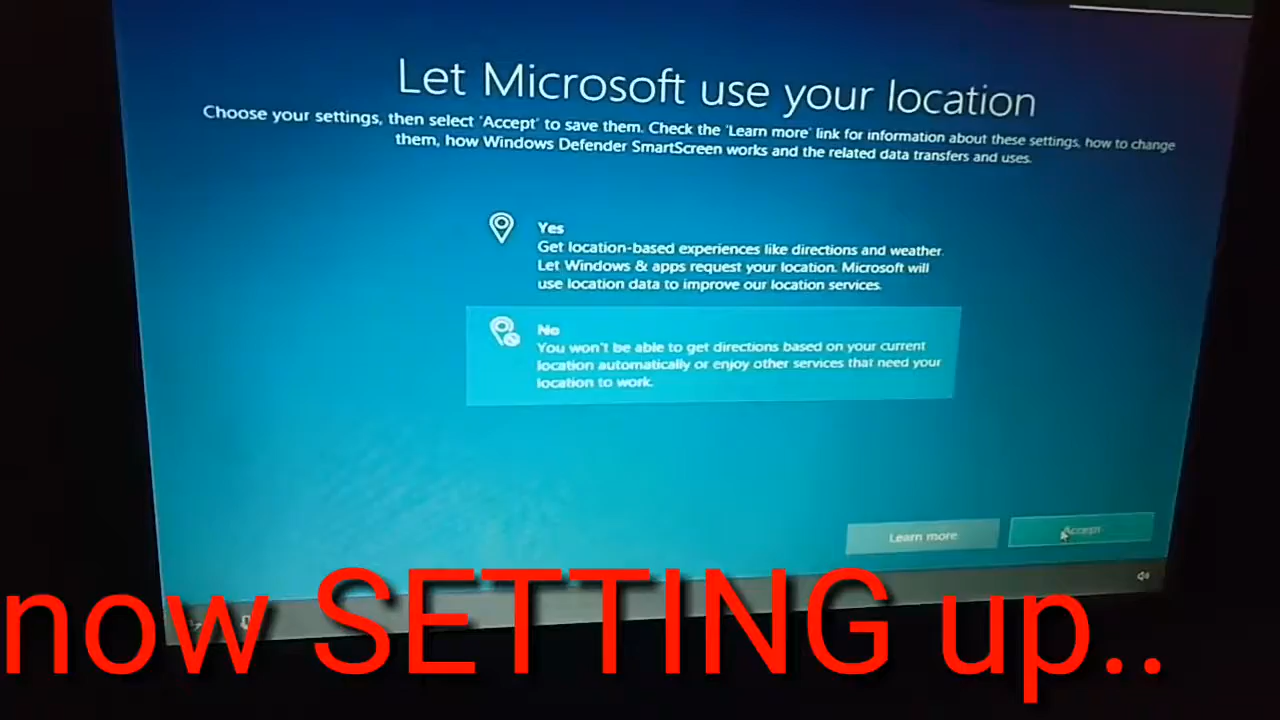 Let Microsoft use your location
Choose your settings, then select 'Accept' to save them. Check the 'Learn more' link for information about these settings, how to change
them, how Windows Defender SmartScreen works and the related data transfers and uses.
Yes
Get location-based experiences like directions and weather.
Let Windows & apps request your location. Microsoft will
use location data to improve our location services.
No
You won't be able to get directions based on your current
location automatically or enjoy other services that need your
location to work.
Learn more
Accept
now SETTING up..